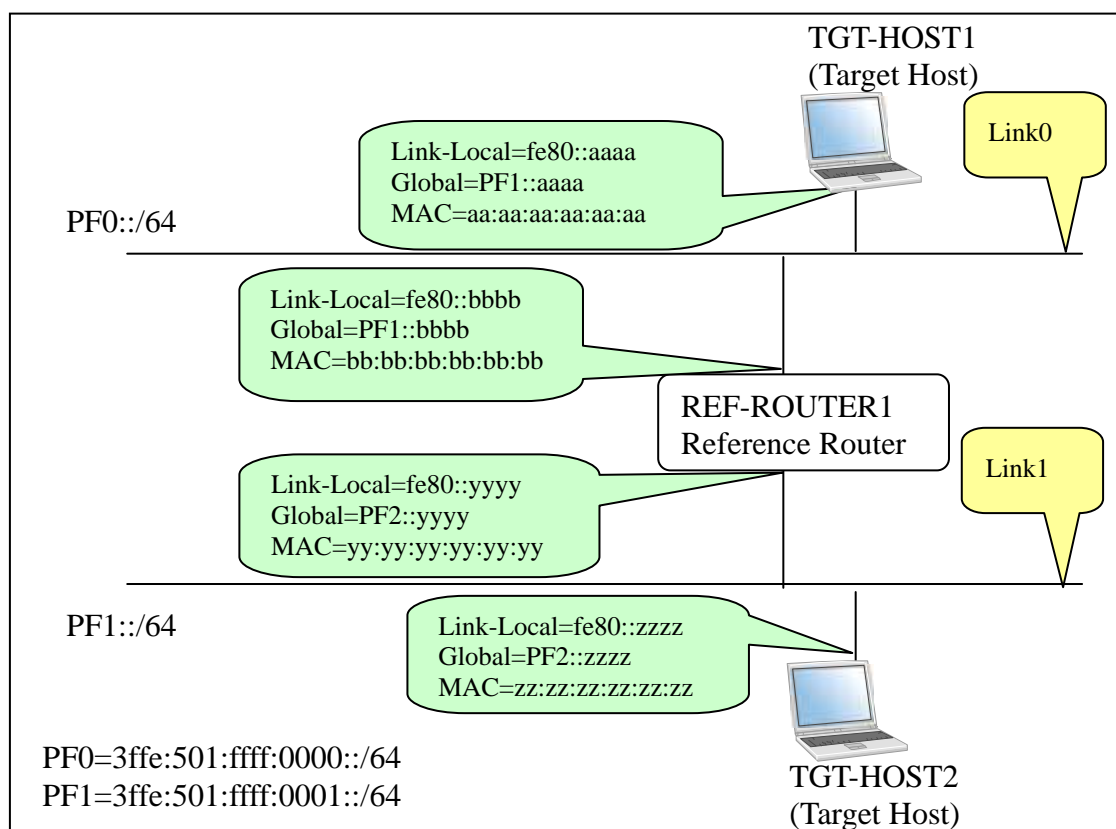 TGT-HOST1
(Target Host)
Link0
Link-Local=fe80::aaaa
Global=PF1::aaaa
MAC=aa:aa:aa:aa:aa:aa
PF0::/64
Link-Local=fe80::bbbb
Global=PF1::bbbb
MAC=bb:bb:bb:bb:bb:bb
REF-ROUTER1
Reference Router
Link1
Link-Local=fe80::yyyy
Global=PF2::yyyy
MAC=yy:yy:yy:yy:yy:yy
PF1::/64
Link-Local=fe80::zzzz
Global=PF2::zzzz
MAC=zz:zz:zz:zz:zz:zz
PF0=3ffe:501:ffff:0000::/64
PF1=3ffe:501:ffff:0001::/64
TGT-HOST2
(Target Host)